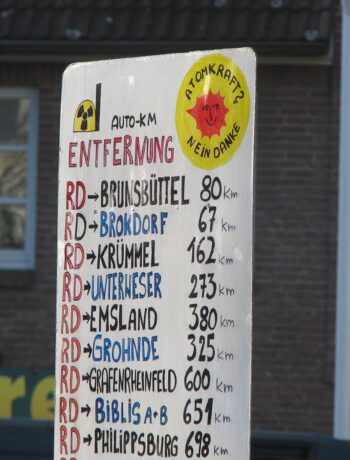 ATOMKRAFT?
NEIN DANKE
AUTO-KM
ENTFERNUNG
RD→BRUNSBÜTTEL 80 Km
RD→BROKDORF 67 Km
RD→KRÜMMEL 162 Km
RD→UNTERWESER 273 Km
RD→EMSLAND 380 Km
RD→GROHNDE 325 Km
RD→GRAFENRHEINFELD 600 Km
RD→BIBLIS A+B 651 Km
RD→PHILIPPSBURG 698 Km